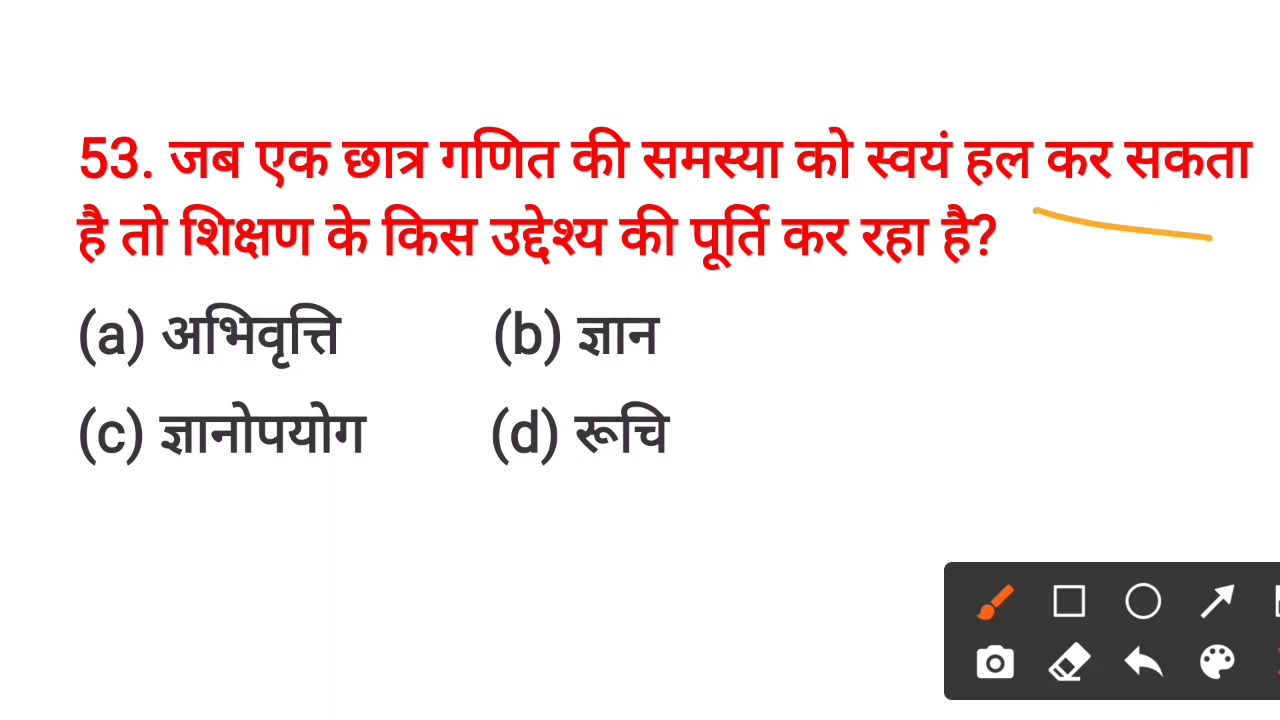 53. जब एक छात्र गणित की समस्या को स्वयं हल कर सकता
है तो शिक्षण के किस उद्देश्य की पूर्ति कर रहा है?
(a) अभिवृत्ति (b) ज्ञान
(c) ज्ञानोपयोग (d) रूचि